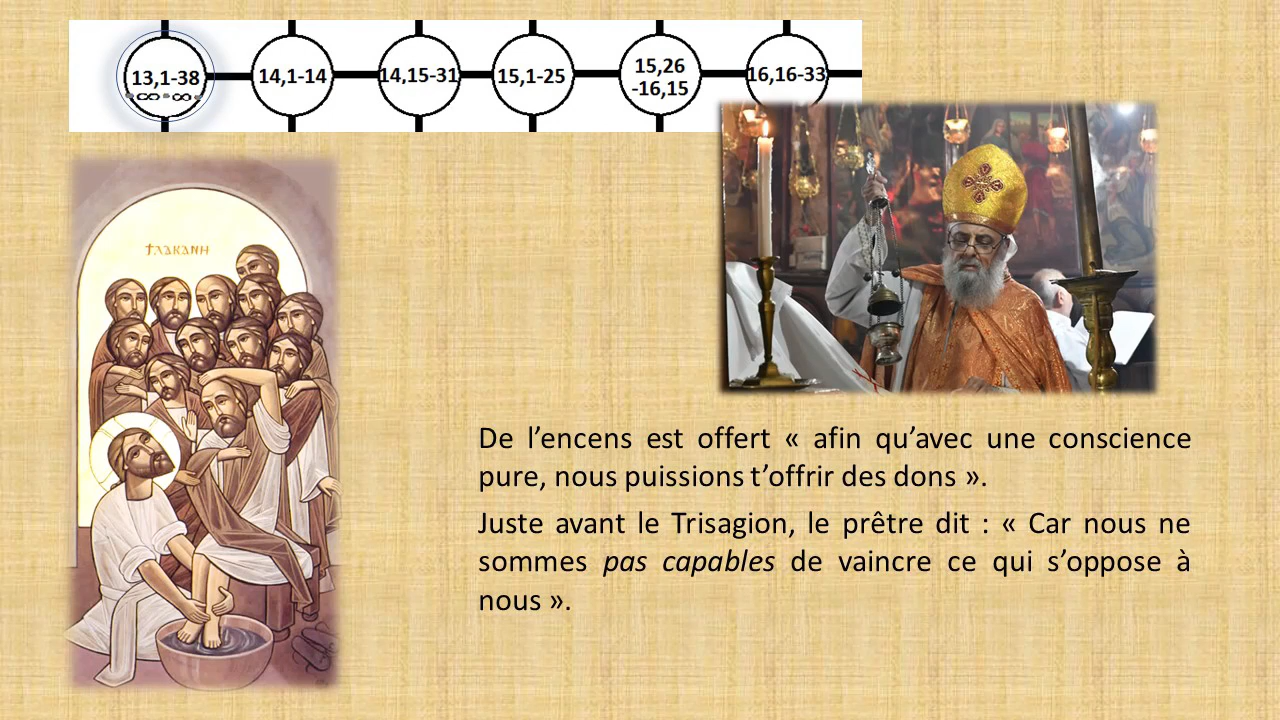 13,1-38
14,1-14
14,15-31
15,1-25
15,26
-16,15
16,16-33
De l’encens est offert « afin qu’avec une conscience
pure, nous puissions t’offrir des dons ».
Juste avant le Trisagion, le prêtre dit : « Car nous ne
sommes pas capables de vaincre ce qui s’oppose à
nous ».